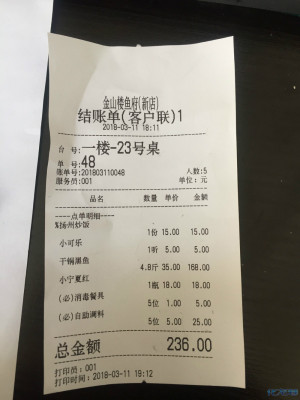 金山楼鱼府(新店)
结账单(客户联)1
2018-03-11 18:11
台 号: 一楼-23号桌
单 号: 48
账单号:201803110048 人数:5
服务员:001 单位: 元
品名 数量 单价 金额
----点单明细----
%扬州炒饭
1份 15.00 15.00
小可乐
1听 5.00 5.00
干锅黑鱼
4.8斤 35.00 168.00
小宁夏红
1瓶 18.00 18.00
(必)消毒餐具
5位 1.00 5.00
(必)自助调料
5位 5.00 25.00
总金额 236.00
打印员: 001
打印时间: 2018-03-11 19:12